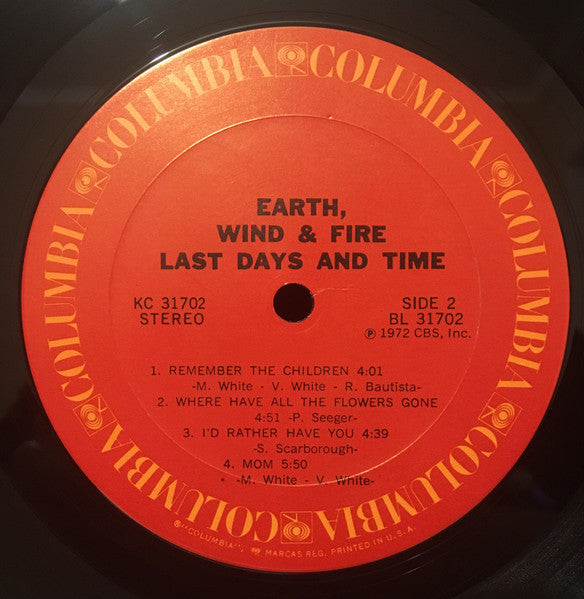 COLUMBIA COLUMBIA COLUMBIA COLUMBIA COLUMBIA COLUMBIA
EARTH,
WIND & FIRE
LAST DAYS AND TIME
KC 31702
STEREO
SIDE 2
BL 31702
℗ 1972 CBS, Inc.
1. REMEMBER THE CHILDREN 4:01
-M. White - V. White - R. Bautista-
2. WHERE HAVE ALL THE FLOWERS GONE
4:51 -P. Seeger-
3. I'D RATHER HAVE YOU 4:39
-S. Scarborough-
4. MOM 5:50
-M. White - V. White-
®"COLUMBIA", MARCAS REG. PRINTED IN U.S.A.